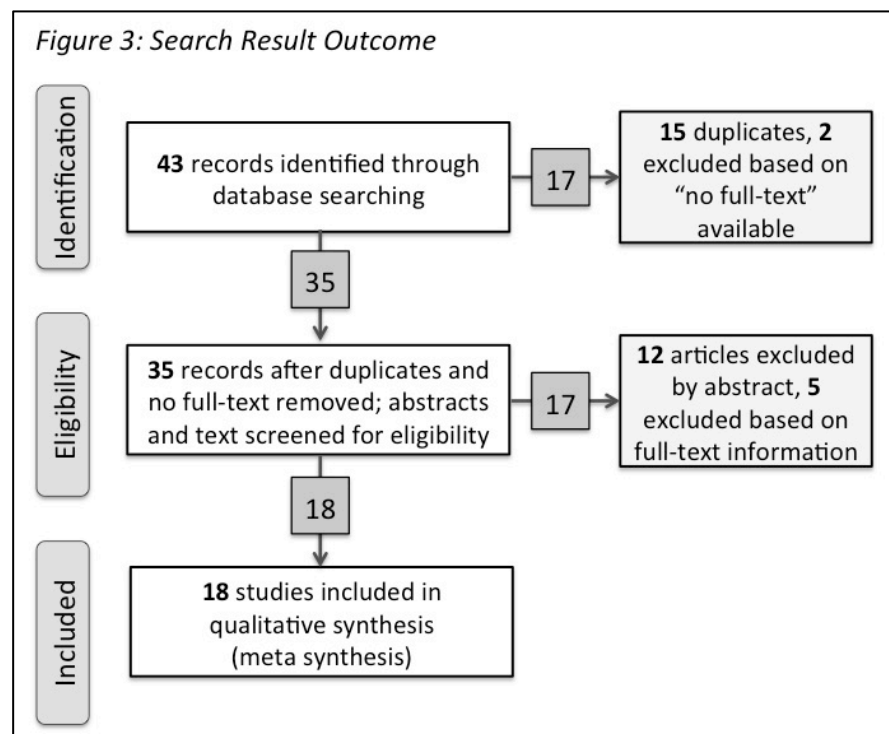 Figure 3: Search Result Outcome
Identification
43 records identified through
database searching
17
15 duplicates, 2
excluded based on
“no full-text”
available
35
Eligibility
35 records after duplicates and
no full-text removed; abstracts
and text screened for eligibility
17
12 articles excluded
by abstract, 5
excluded based on
full-text information
18
Included
18 studies included in
qualitative synthesis
(meta synthesis)